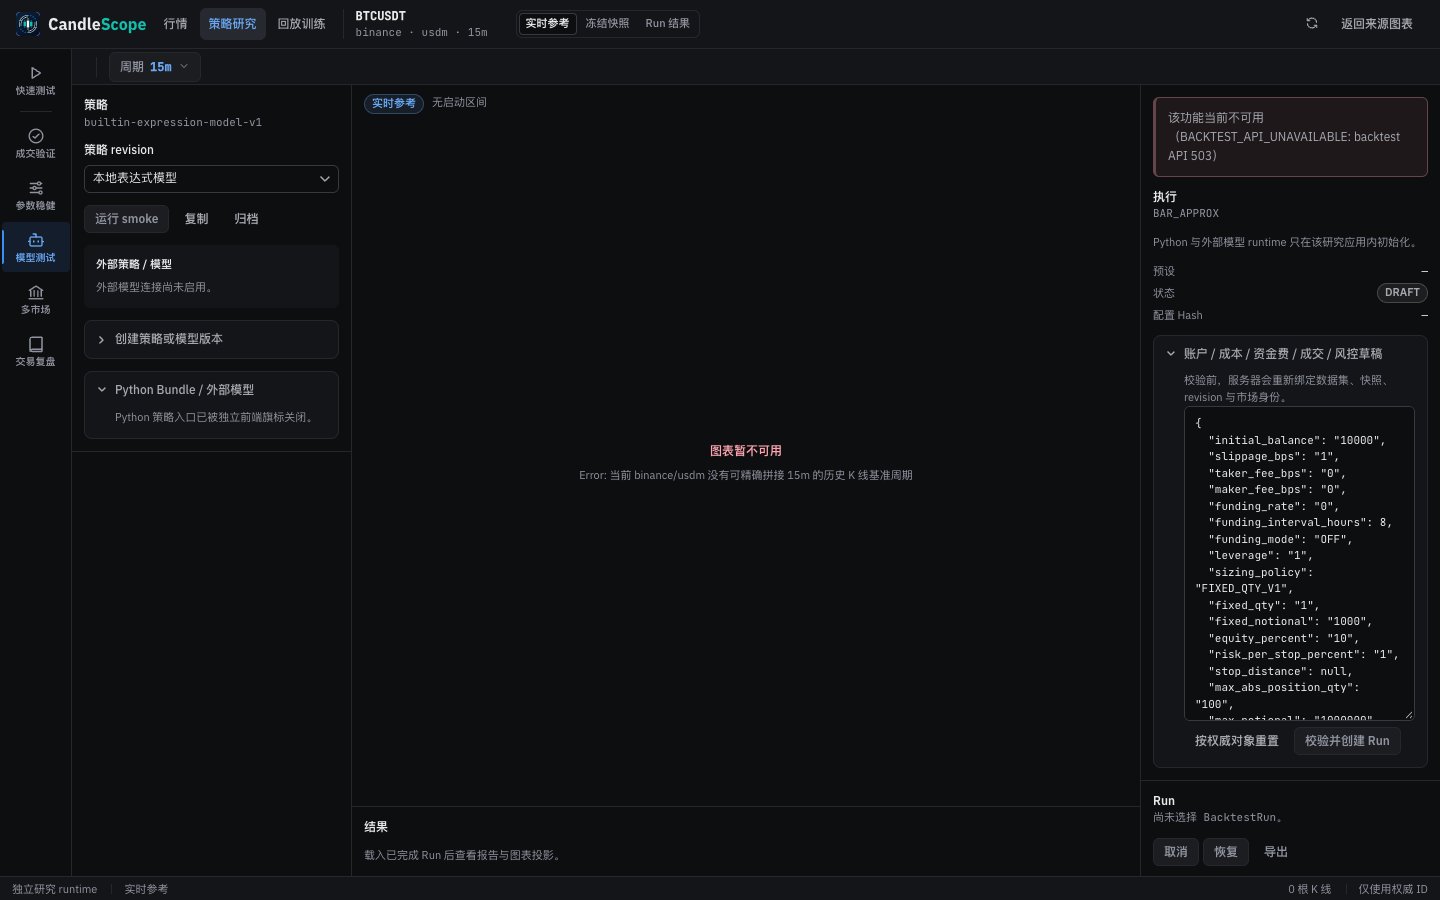 CandleScope 行情 策略研究 回放训练
BTCUSDT
binance · usdm · 15m
实时参考 冻结快照 Run 结果
返回来源图表
快速测试
成交验证
参数稳健
模型测试
多市场
交易复盘
周期 15m
策略
builtin-expression-model-v1
策略 revision
本地表达式模型
运行 smoke 复制 归档
外部策略 / 模型
外部模型连接尚未启用。
创建策略或模型版本
Python Bundle / 外部模型
Python 策略入口已被独立前端旗标关闭。
实时参考 无启动区间
图表暂不可用
Error: 当前 binance/usdm 没有可精确拼接 15m 的历史 K 线基准周期
结果
载入已完成 Run 后查看报告与图表投影。
该功能当前不可用
（BACKTEST_API_UNAVAILABLE: backtest
API 503）
执行
BAR_APPROX
Python 与外部模型 runtime 只在该研究应用内初始化。
预设 —
状态 DRAFT
配置 Hash —
账户 / 成本 / 资金费 / 成交 / 风控草稿
校验前，服务器会重新绑定数据集、快照、
revision 与市场身份。
{
"initial_balance": "10000",
"slippage_bps": "1",
"taker_fee_bps": "0",
"maker_fee_bps": "0",
"funding_rate": "0",
"funding_interval_hours": 8,
"funding_mode": "OFF",
"leverage": "1",
"sizing_policy":
"FIXED_QTY_V1",
"fixed_qty": "1",
"fixed_notional": "1000",
"equity_percent": "10",
"risk_per_stop_percent": "1",
"stop_distance": null,
"max_abs_position_qty":
"100",
"max_notional": "1000000"
按权威对象重置 校验并创建 Run
Run
尚未选择 BacktestRun。
取消 恢复 导出
独立研究 runtime 实时参考
0 根 K 线 仅使用权威 ID